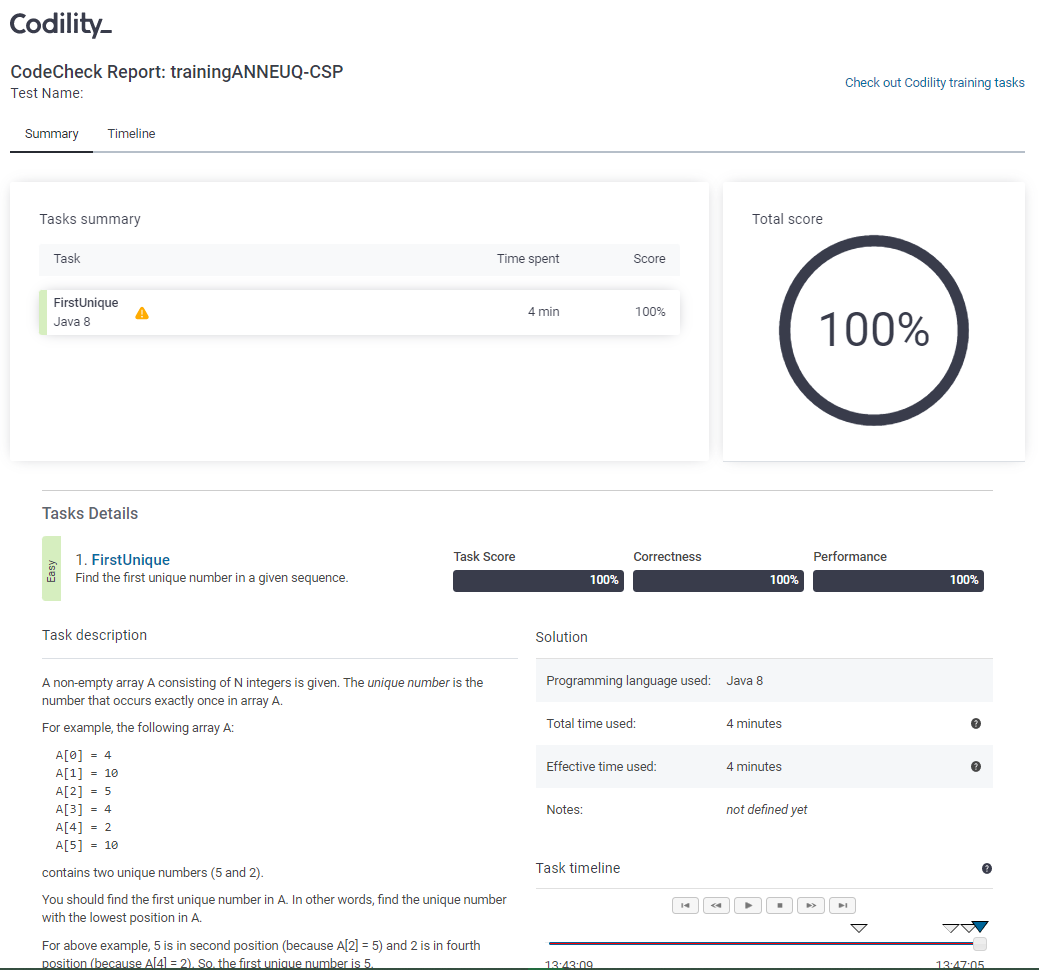 Codility_
CodeCheck Report: trainingANNEUQ-CSP
Test Name:
Check out Codility training tasks
Summary Timeline
Tasks summary
Task Time spent Score
FirstUnique
Java 8
4 min 100%
Total score
100%
Tasks Details
Easy
1. FirstUnique
Find the first unique number in a given sequence.
Task Score Correctness Performance
100% 100% 100%
Task description
A non-empty array A consisting of N integers is given. The unique number is the
number that occurs exactly once in array A.
For example, the following array A:
A[0] = 4
A[1] = 10
A[2] = 5
A[3] = 4
A[4] = 2
A[5] = 10
contains two unique numbers (5 and 2).
You should find the first unique number in A. In other words, find the unique number
with the lowest position in A.
For above example, 5 is in second position (because A[2] = 5) and 2 is in fourth
position (because A[4] = 2). So, the first unique number is 5.
Solution
Programming language used: Java 8
Total time used: 4 minutes
Effective time used: 4 minutes
Notes: not defined yet
Task timeline
13:43:09 13:47:05